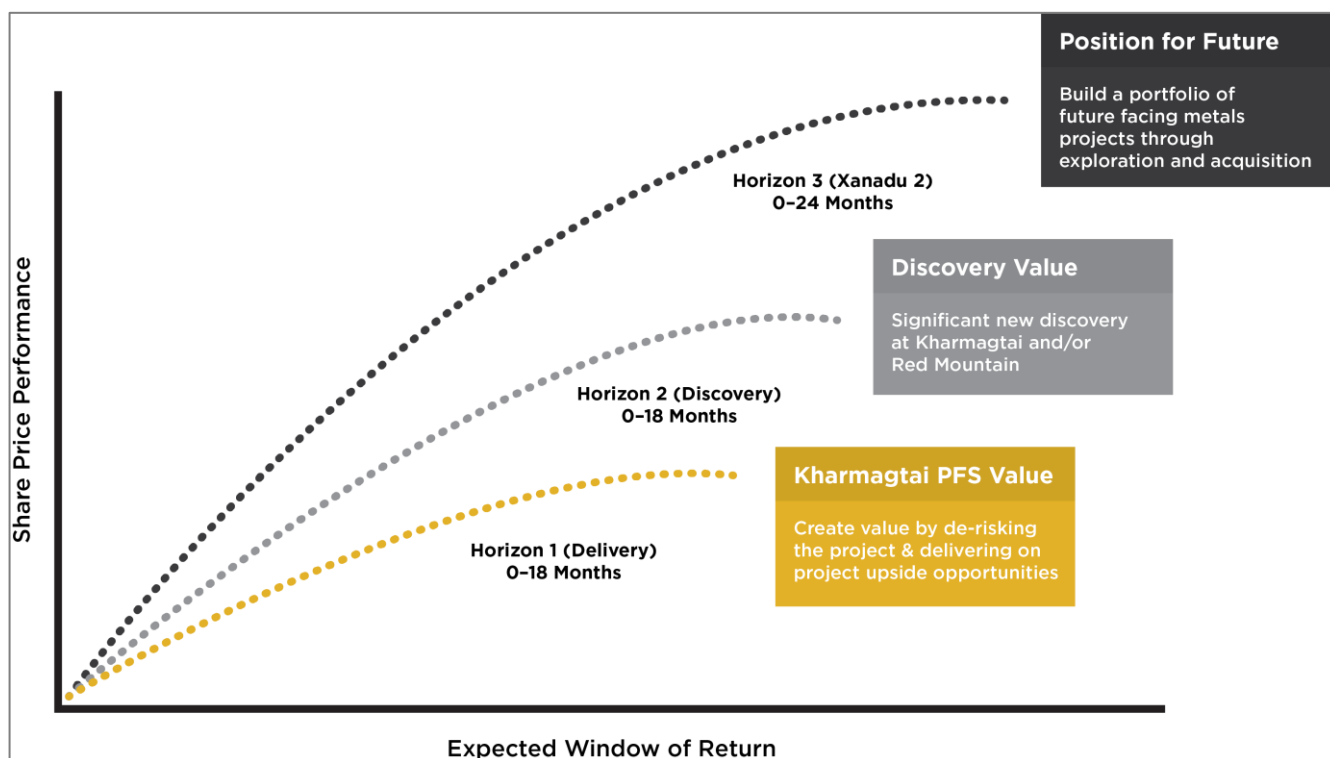 Position for Future
Build a portfolio of
future facing metals
projects through
exploration and acquisition
Horizon 3 (Xanadu 2)
0–24 Months
Discovery Value
Significant new discovery
at Kharmagtai and/or
Red Mountain
Horizon 2 (Discovery)
0–18 Months
Kharmagtai PFS Value
Create value by de-risking
the project & delivering on
project upside opportunities
Horizon 1 (Delivery)
0–18 Months
Share Price Performance
Expected Window of Return